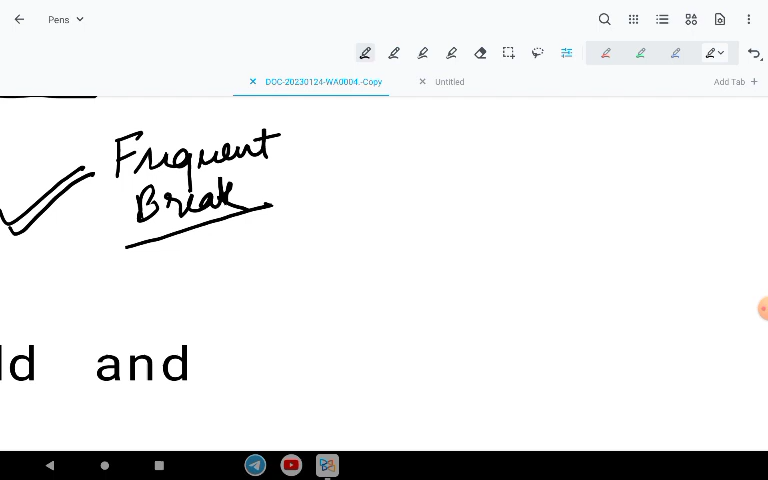 Pens
DOC-20230124-WA0004.-Copy
Untitled
Add Tab +
Frequent
Break
ld and